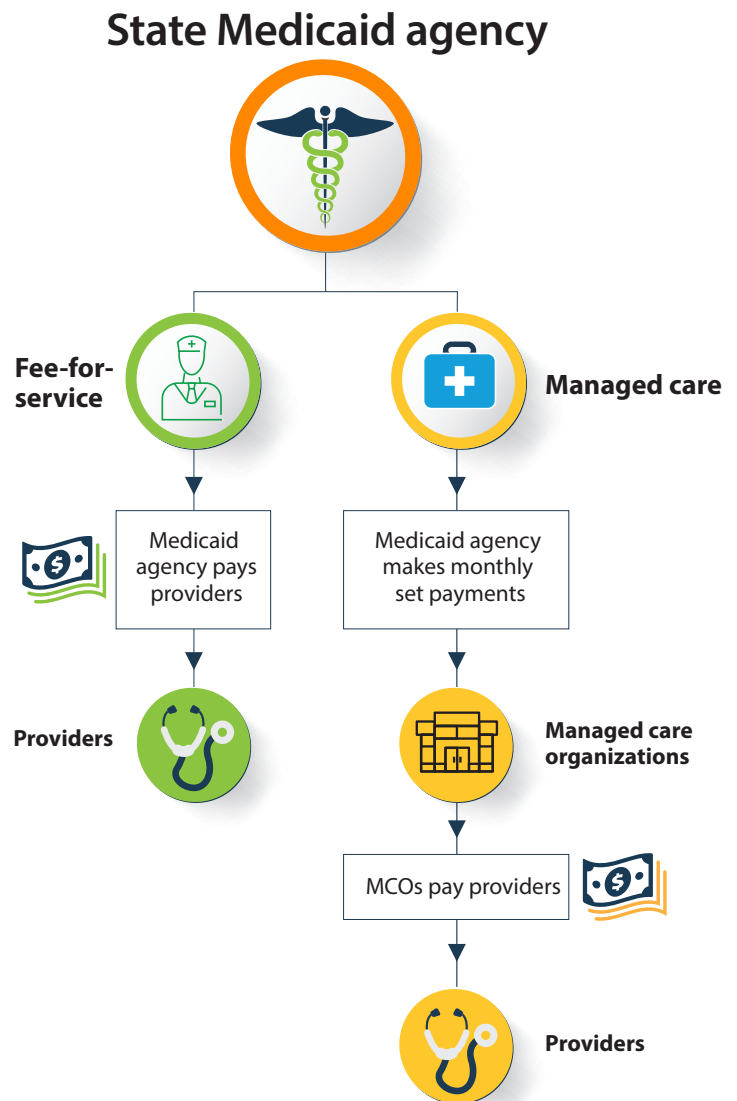 State Medicaid agency
Fee-for-
service
Managed care
Medicaid
agency pays
providers
Medicaid agency
makes monthly
set payments
Providers
Managed care
organizations
MCOs pay providers
Providers